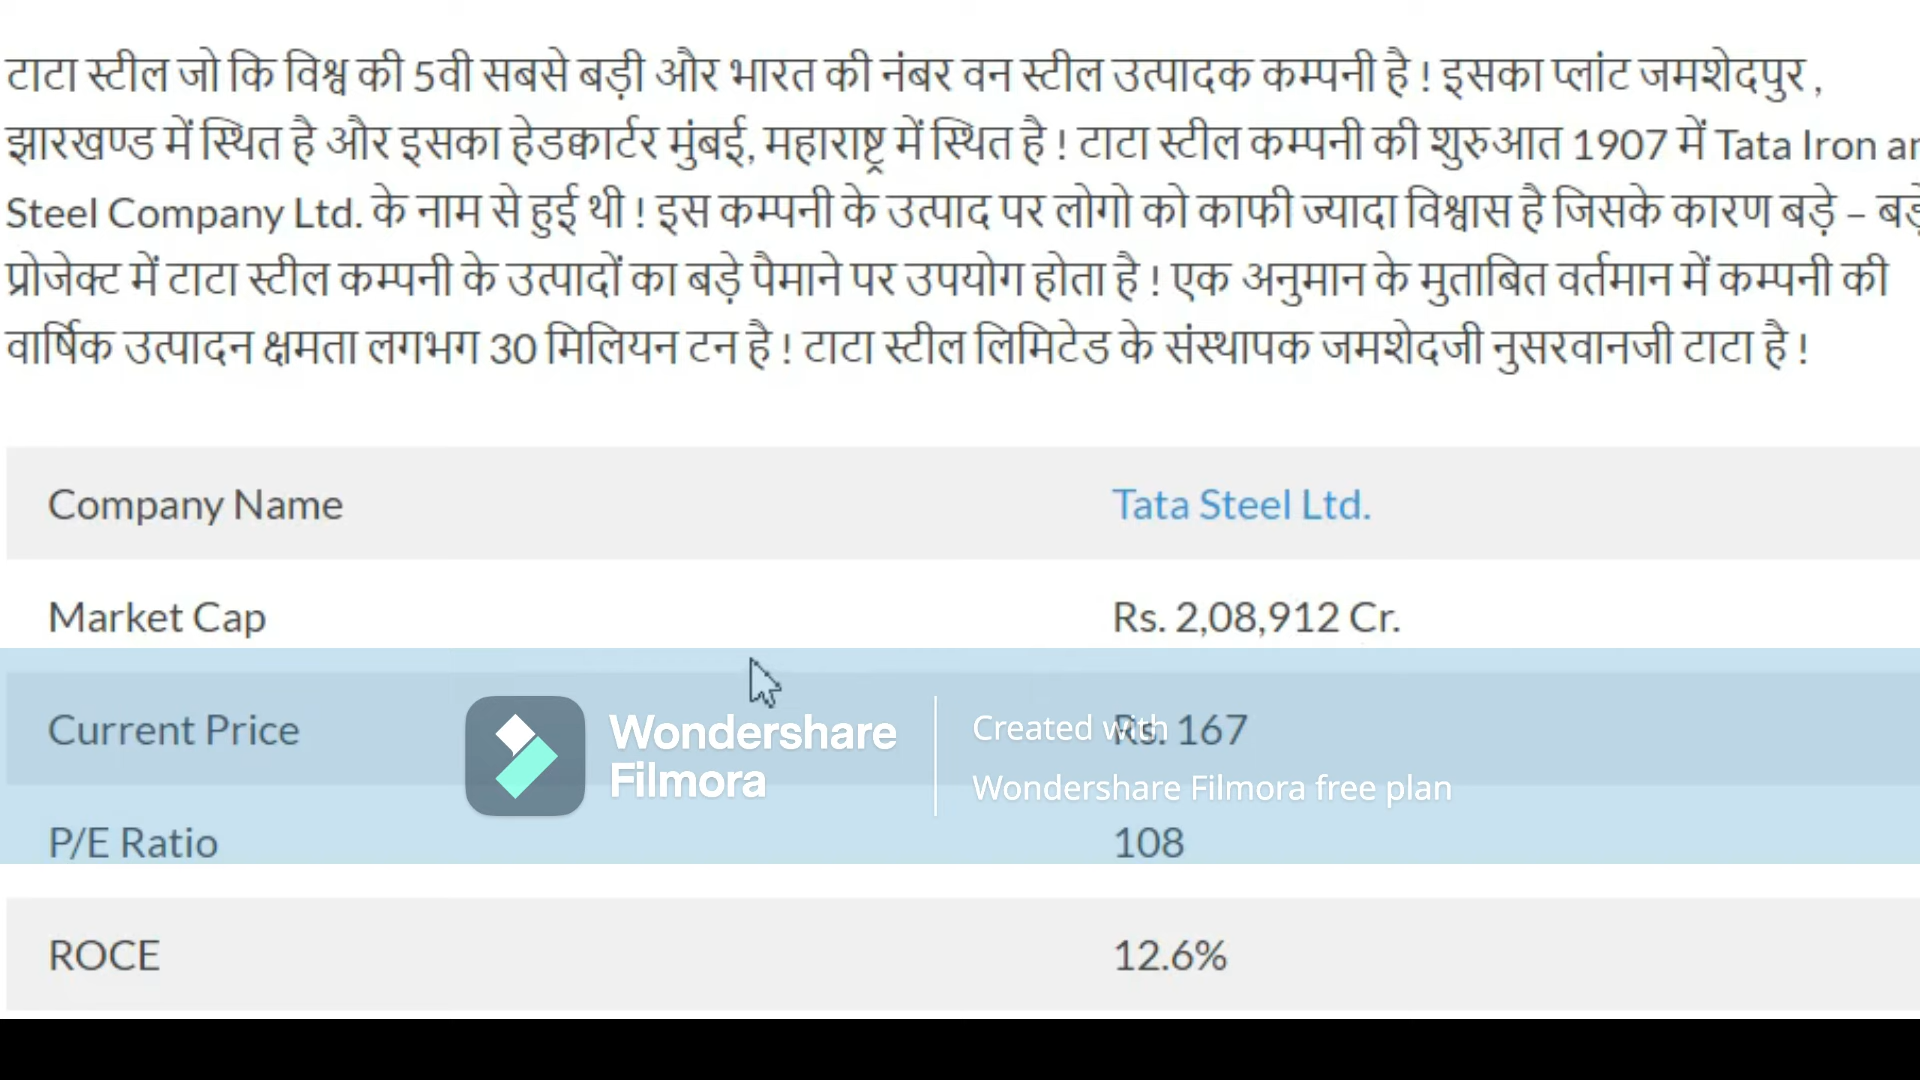 टाटा स्टील जो कि विश्व की 5वी सबसे बड़ी और भारत की नंबर वन स्टील उत्पादक कम्पनी है ! इसका प्लांट जमशेदपुर ,
झारखण्ड में स्थित है और इसका हेडक्वार्टर मुंबई, महाराष्ट्र में स्थित है ! टाटा स्टील कम्पनी की शुरुआत 1907 में Tata Iron
Steel Company Ltd. के नाम से हुई थी ! इस कम्पनी के उत्पाद पर लोगो को काफी ज्यादा विश्वास है जिसके कारण बड़े –
प्रोजेक्ट में टाटा स्टील कम्पनी के उत्पादों का बड़े पैमाने पर उपयोग होता है ! एक अनुमान के मुताबित वर्तमान में कम्पनी की
वार्षिक उत्पादन क्षमता लगभग 30 मिलियन टन है ! टाटा स्टील लिमिटेड के संस्थापक जमशेदजी नुसरवानजी टाटा है !
Company Name Tata Steel Ltd.
Market Cap Rs. 2,08,912 Cr.
Current Price Rs. 167
Wondershare
Filmora
Created with
Wondershare Filmora free plan
P/E Ratio 108
ROCE 12.6%